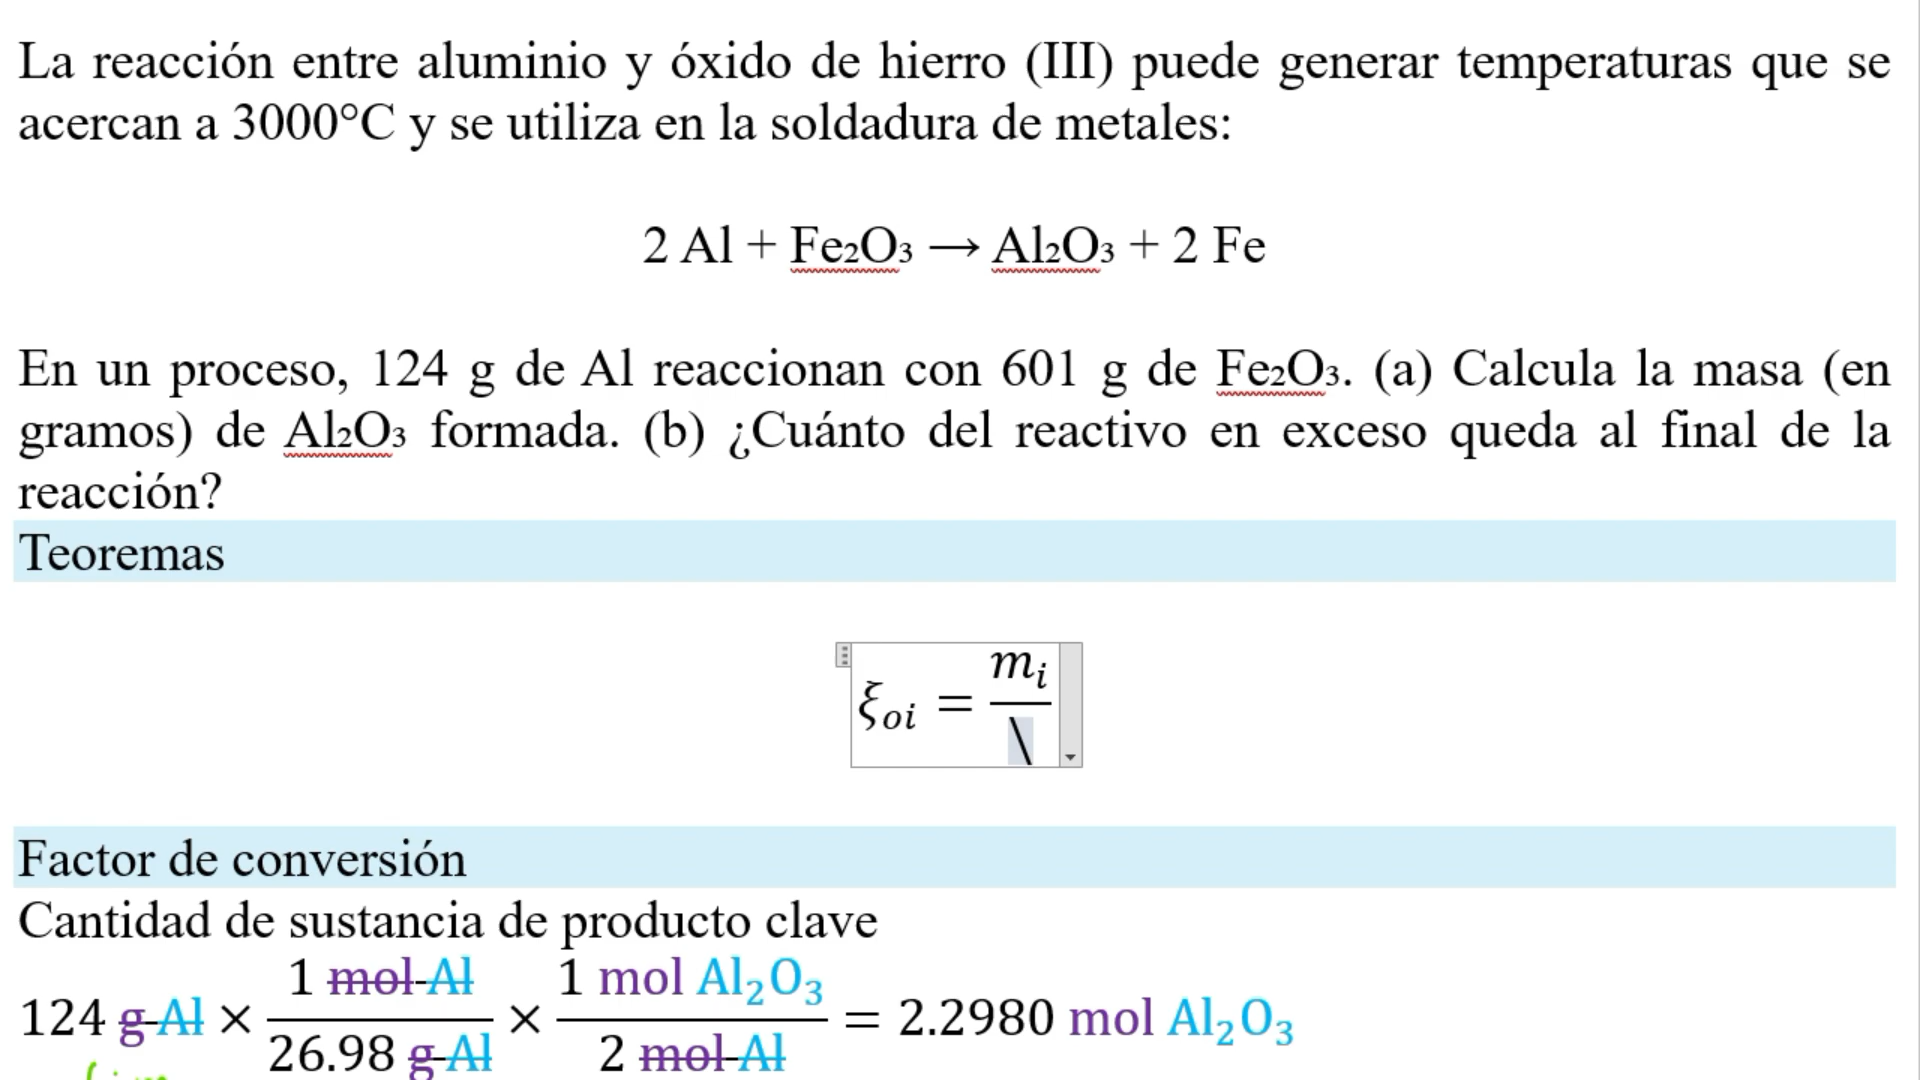 La reacción entre aluminio y óxido de hierro (III) puede generar temperaturas que se
acercan a 3000°C y se utiliza en la soldadura de metales:
2 Al + Fe₂O₃ → Al₂O₃ + 2 Fe
En un proceso, 124 g de Al reaccionan con 601 g de Fe₂O₃. (a) Calcula la masa (en
gramos) de Al₂O₃ formada. (b) ¿Cuánto del reactivo en exceso queda al final de la
reacción?
Teoremas
ξₒᵢ = mᵢ / \
Factor de conversión
Cantidad de sustancia de producto clave
124 g Al × (1 mol Al / 26.98 g Al) × (1 mol Al₂O₃ / 2 mol Al) = 2.2980 mol Al₂O₃